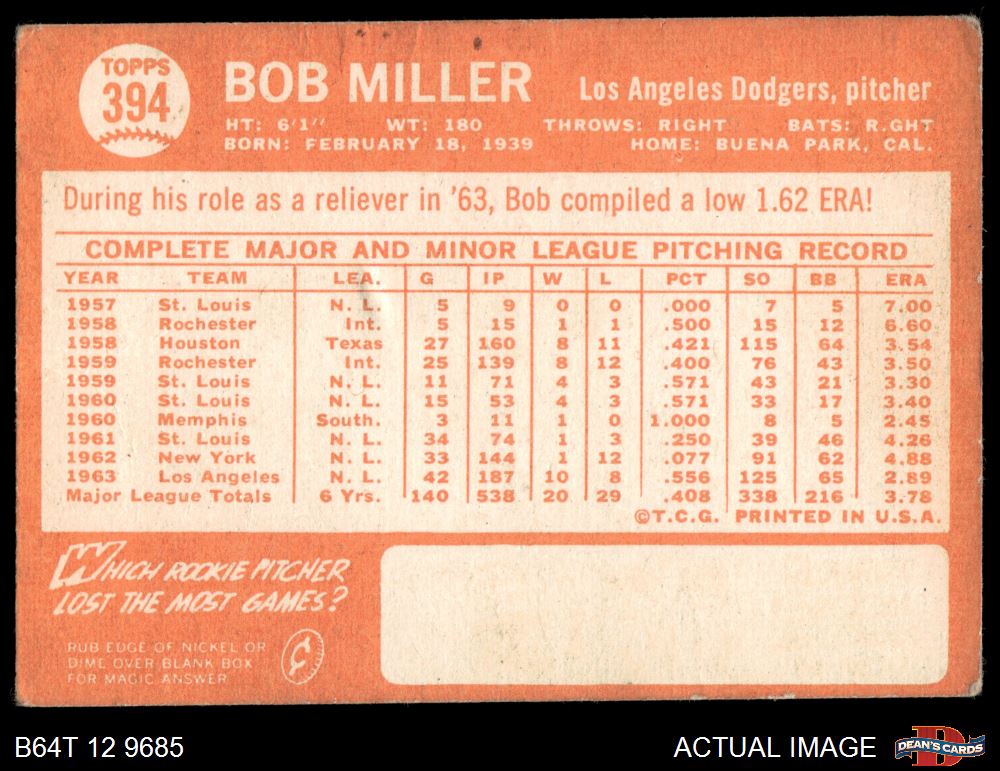 TOPPS
394
BOB MILLER
Los Angeles Dodgers, pitcher
HT: 6'1" WT: 180 THROWS: RIGHT BATS: R.GHT
BORN: FEBRUARY 18, 1939 HOME: BUENA PARK, CAL.
During his role as a reliever in '63, Bob compiled a low 1.62 ERA!
COMPLETE MAJOR AND MINOR LEAGUE PITCHING RECORD
YEAR TEAM LEA. G IP W L PCT SO BB ERA
1957 St. Louis N. L. 5 9 0 0 .000 7 5 7.00
1958 Rochester Int. 5 15 1 1 .500 15 12 6.60
1958 Houston Texas 27 160 8 11 .421 115 64 3.54
1959 Rochester Int. 25 139 8 12 .400 76 43 3.50
1959 St. Louis N. L. 11 71 4 3 .571 43 21 3.30
1960 St. Louis N. L. 15 53 4 3 .571 33 17 3.40
1960 Memphis South. 3 11 1 0 1.000 8 5 2.45
1961 St. Louis N. L. 34 74 1 3 .250 39 46 4.26
1962 New York N. L. 33 144 1 12 .077 91 62 4.88
1963 Los Angeles N. L. 42 187 10 8 .556 125 65 2.89
Major League Totals 6 Yrs. 140 538 20 29 .408 338 216 3.78
©T.C.G. PRINTED IN U.S.A.
WHICH ROOKIE PITCHER
LOST THE MOST GAMES?
RUB EDGE OF NICKEL OR
DIME OVER BLANK BOX
FOR MAGIC ANSWER
¢
B64T 12 9685
ACTUAL IMAGE
D
DEAN'S CARDS